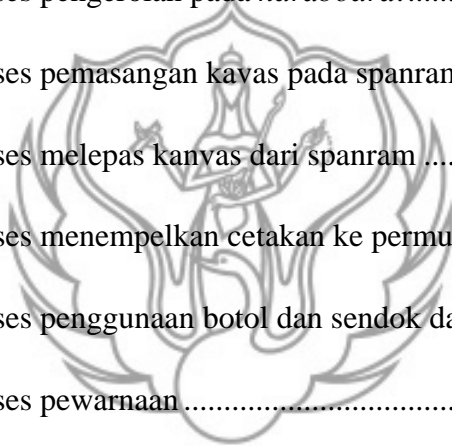 ses pengerolan pada
ses pemasangan kavas pada spanram
ses melepas kanvas dari spanram ....
ses menempelkan cetakan ke permu
ses penggunaan botol dan sendok da
ses pewarnaan ..................................